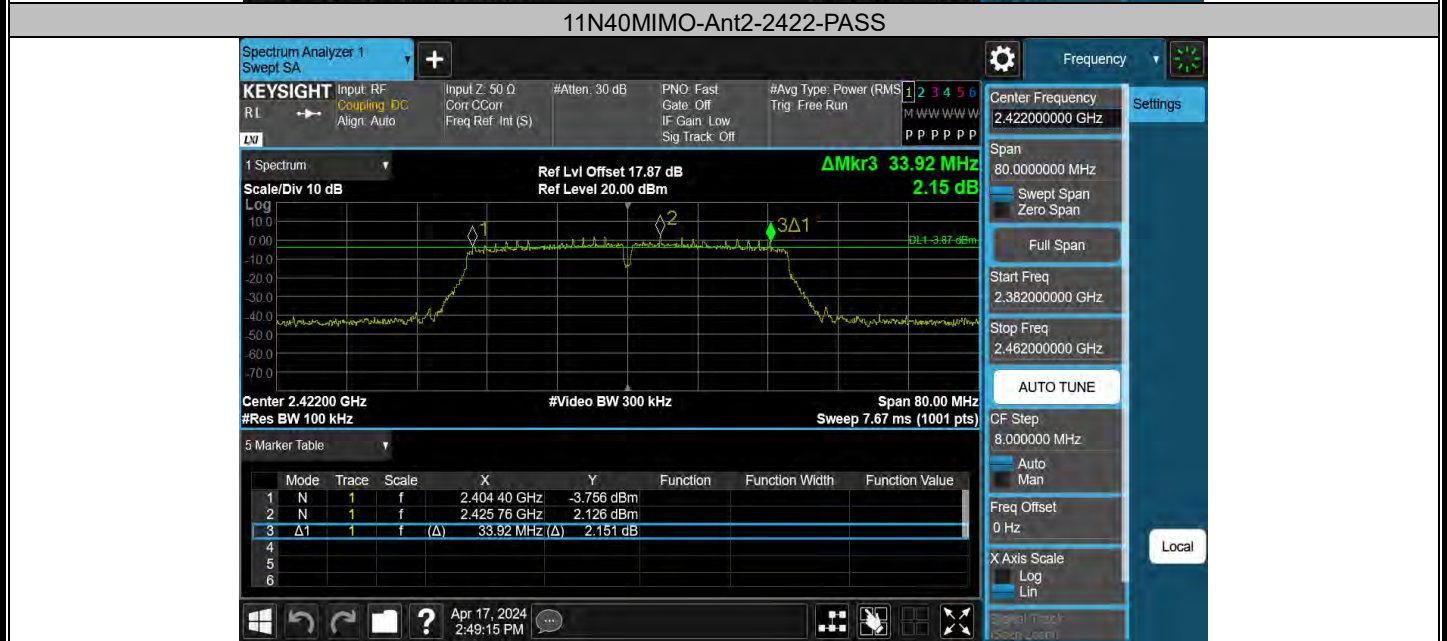 11N40MIMO-Ant2-2422-PASS
Spectrum Analyzer 1
Swept SA
+
Frequency
KEYSIGHT
RL
LXI
Input: RF
Coupling: DC
Align: Auto
Input Z: 50 Ω
Corr CCorr
Freq Ref: Int (S)
#Atten: 30 dB
PNO: Fast
Gate: Off
IF Gain: Low
Sig Track: Off
#Avg Type: Power (RMS
Trig: Free Run
1 2 3 4 5 6
M W W W W W
P P P P P P
Center Frequency
2.422000000 GHz
Settings
Span
80.0000000 MHz
Swept Span
Zero Span
Full Span
Start Freq
2.382000000 GHz
Stop Freq
2.462000000 GHz
AUTO TUNE
CF Step
8.000000 MHz
Auto
Man
Freq Offset
0 Hz
X Axis Scale
Log
Lin
Signal Track
(Span Zoom)
Local
1 Spectrum
Scale/Div 10 dB
Log
Ref Lvl Offset 17.87 dB
Ref Level 20.00 dBm
ΔMkr3 33.92 MHz
2.15 dB
10.0
0.00
-10.0
-20.0
-30.0
-40.0
-50.0
-60.0
-70.0
1
2
3Δ1
DL1 -3.87 dBm
Center 2.42200 GHz
#Res BW 100 kHz
#Video BW 300 kHz
Span 80.00 MHz
Sweep 7.67 ms (1001 pts)
5 Marker Table
Mode Trace Scale X Y Function Function Width Function Value
1 N 1 f 2.404 40 GHz -3.756 dBm
2 N 1 f 2.425 76 GHz 2.126 dBm
3 Δ1 1 f (Δ) 33.92 MHz (Δ) 2.151 dB
4
5
6
?
Apr 17, 2024
2:49:15 PM